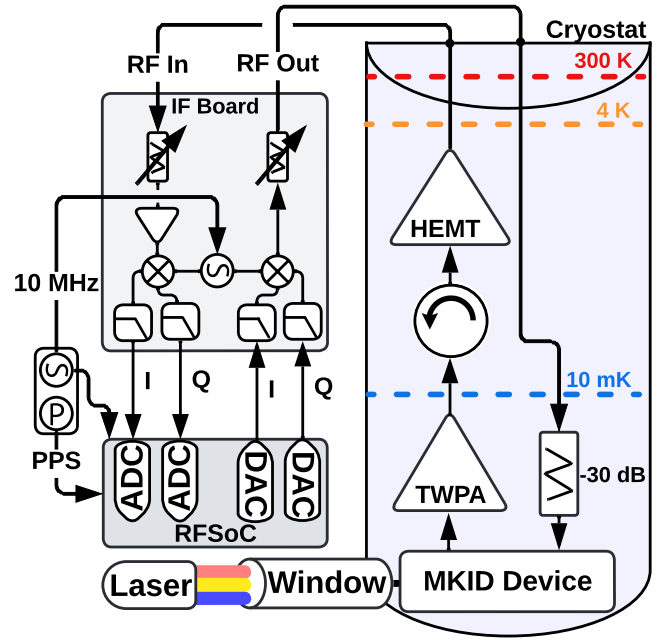 Cryostat
RF In
RF Out
300 K
IF Board
4 K
HEMT
10 MHz
I
Q
I
Q
10 mK
P
PPS
ADC
ADC
DAC
DAC
TWPA
-30 dB
RFSoC
Laser
Window
MKID Device